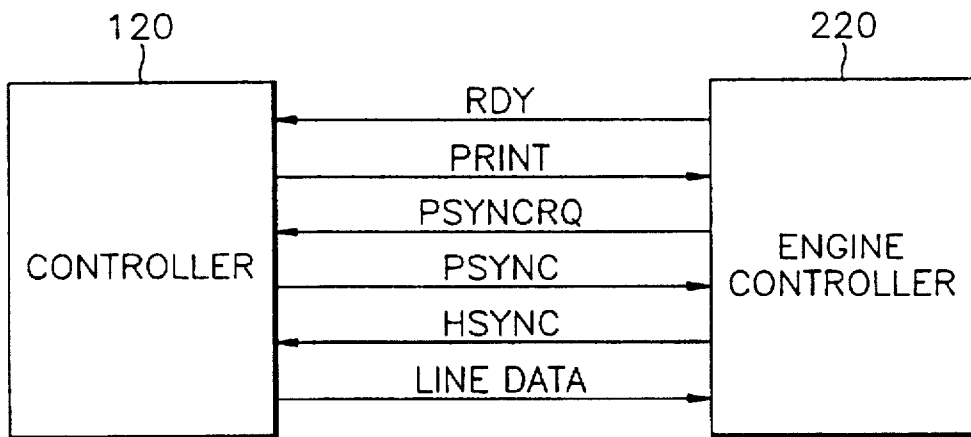 120
220
RDY
PRINT
PSYNCRQ
PSYNC
HSYNC
LINE DATA
CONTROLLER
ENGINE
CONTROLLER